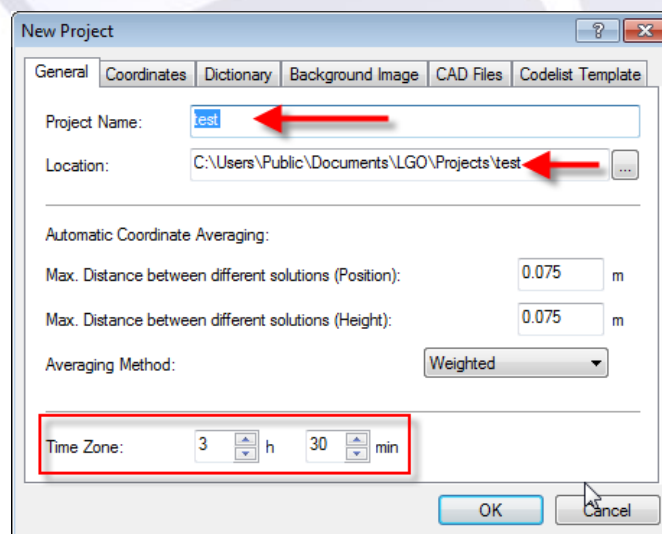 New Project
General Coordinates Dictionary Background Image CAD Files Codelist Template
Project Name: test
Location: C:\Users\Public\Documents\LGO\Projects\test ...
Automatic Coordinate Averaging:
Max. Distance between different solutions (Position): 0.075 m
Max. Distance between different solutions (Height): 0.075 m
Averaging Method: Weighted
Time Zone: 3 h 30 min
OK Cancel